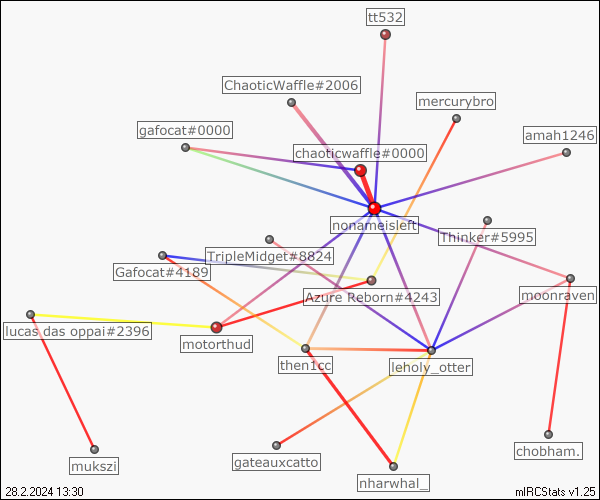 tt532
ChaoticWaffle#2006
mercurybro
gafocat#0000
amah1246
chaoticwaffle#0000
nonameisleft
Thinker#5995
TripleMidget#8824
Gafocat#4189
Azure Reborn#4243
moonraven
lucas das oppai#2396
motorthud
then1cc
leholy_otter
chobham.
mukszi
gateauxcatto
nharwhal_
28.2.2024 13:30
mIRCStats v1.25